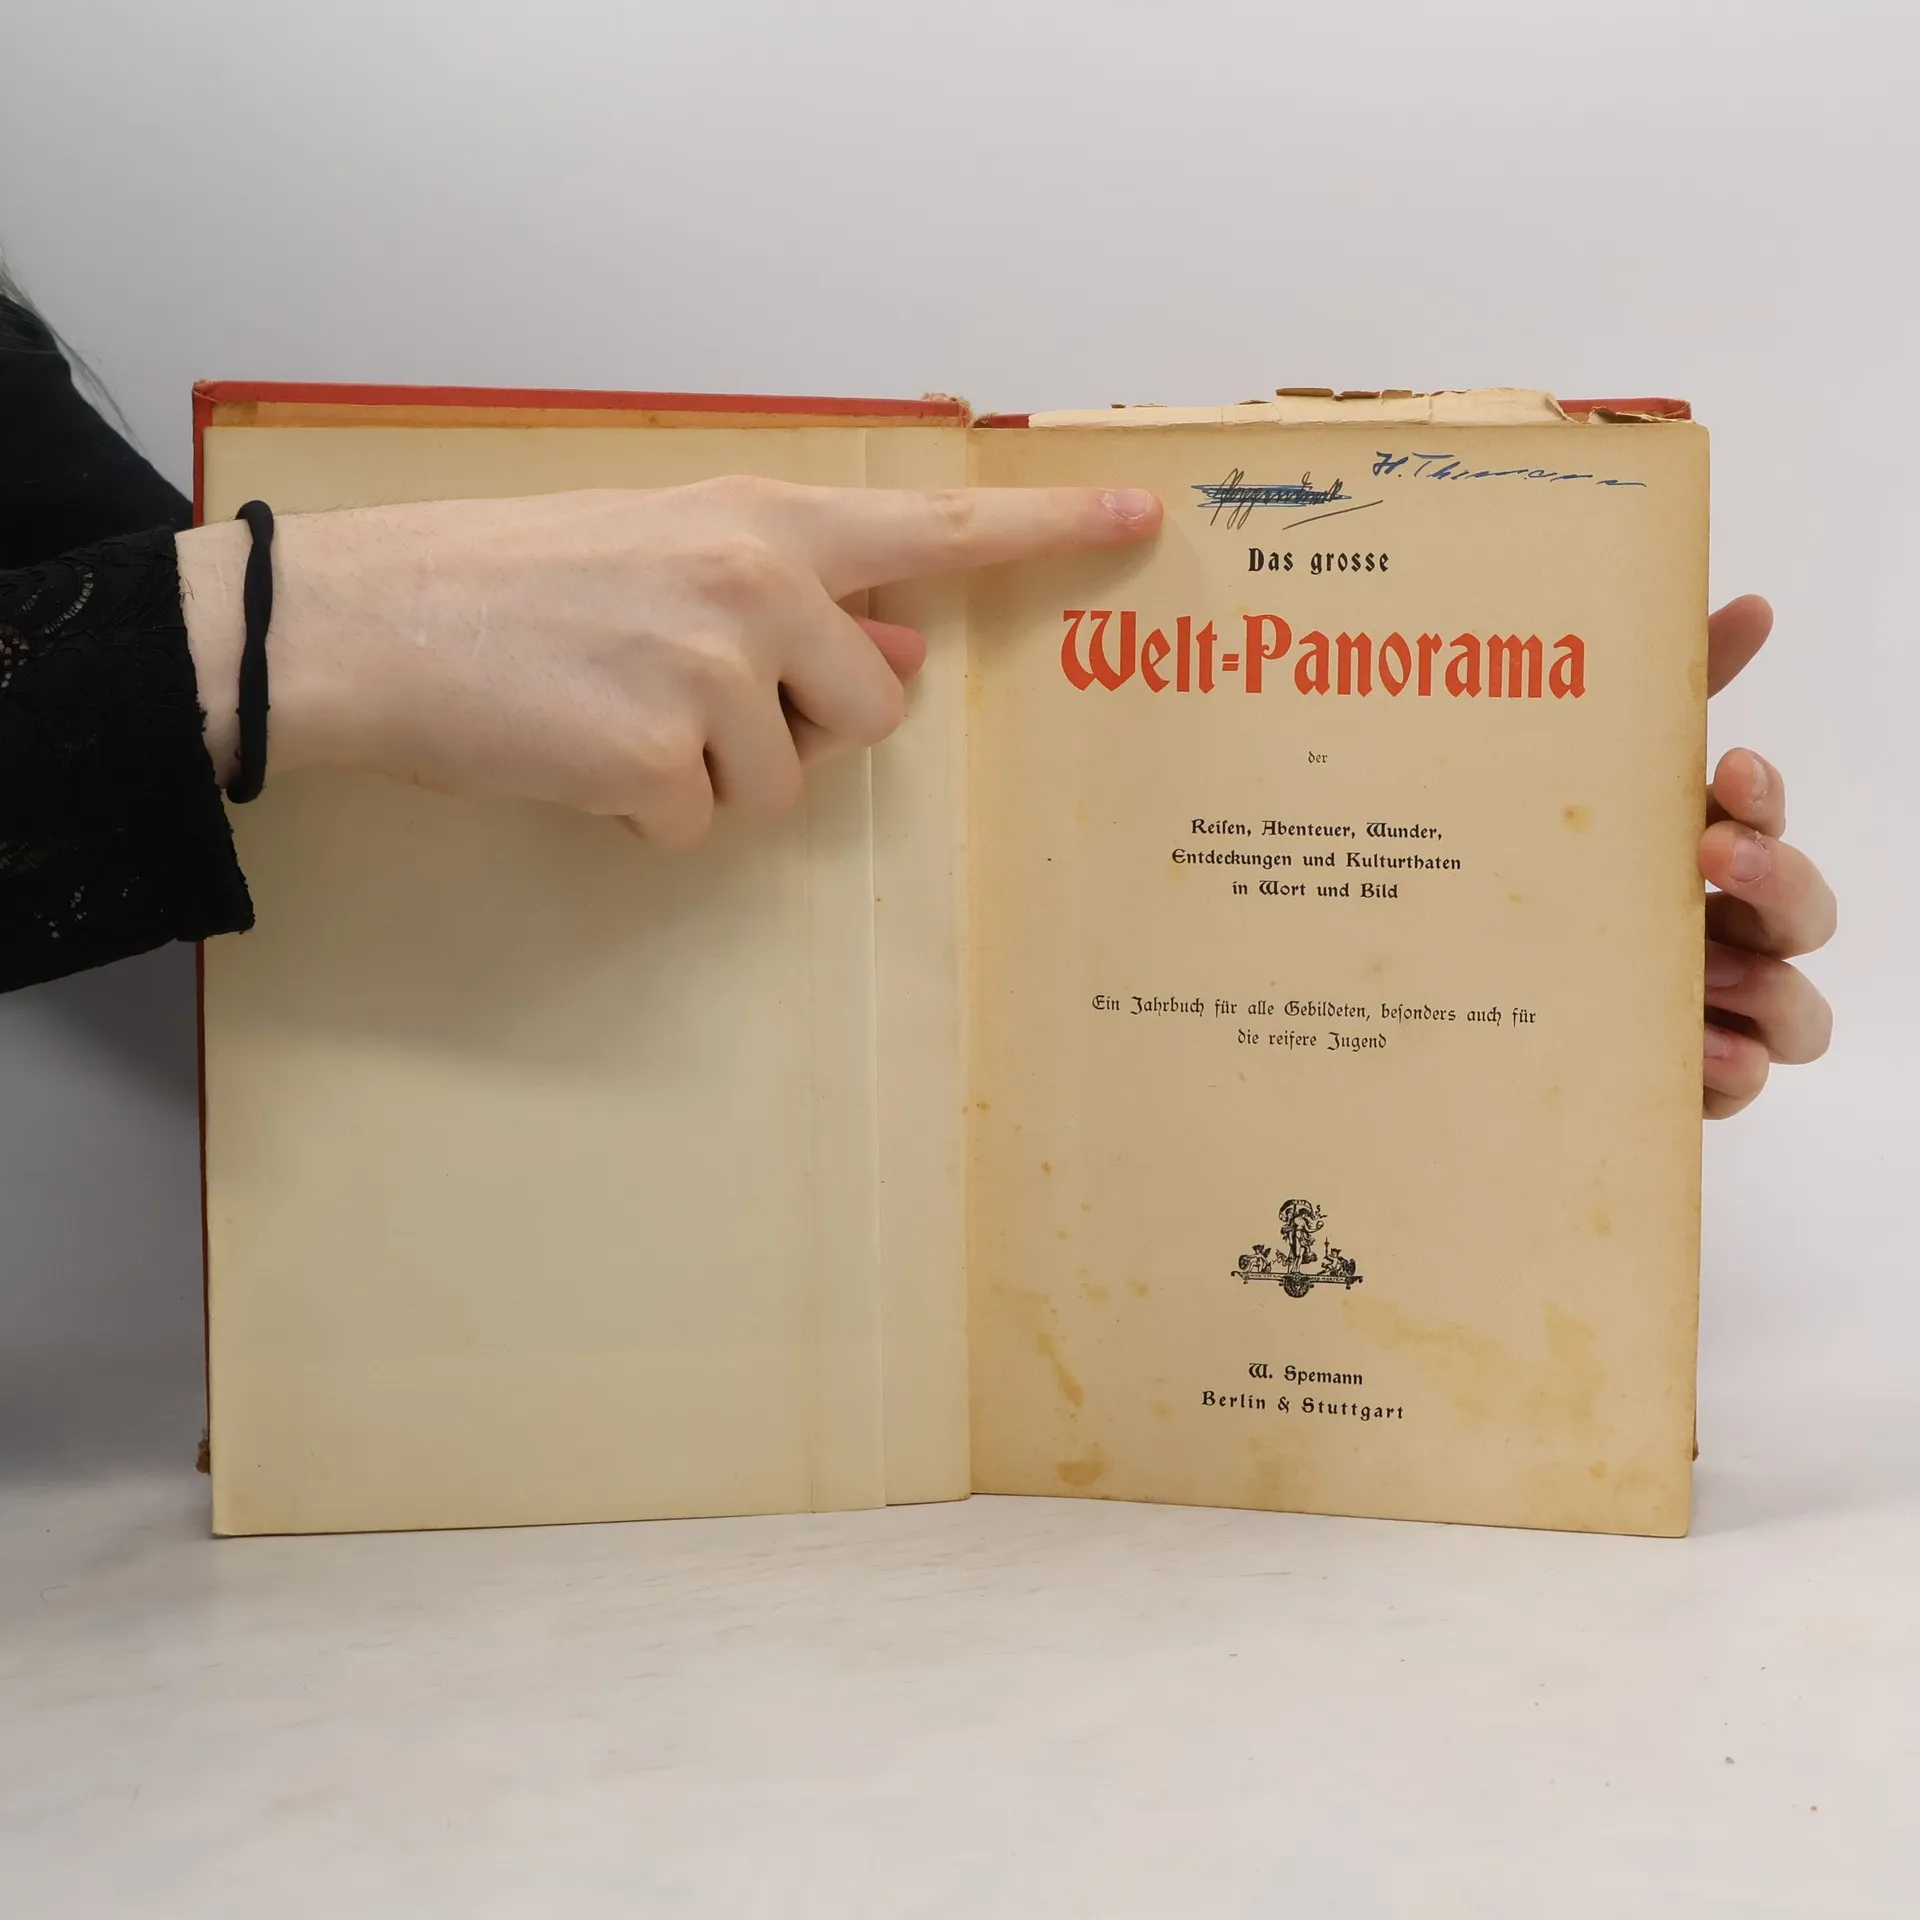 Das grosse
Welt=Panorama
der
Reisen, Abenteuer, Wunder,
Entdeckungen und Kulturthaten
in Wort und Bild
Ein Jahrbuch für alle Gebildeten, besonders auch für
die reifere Jugend
W. Spemann
Berlin & Stuttgart